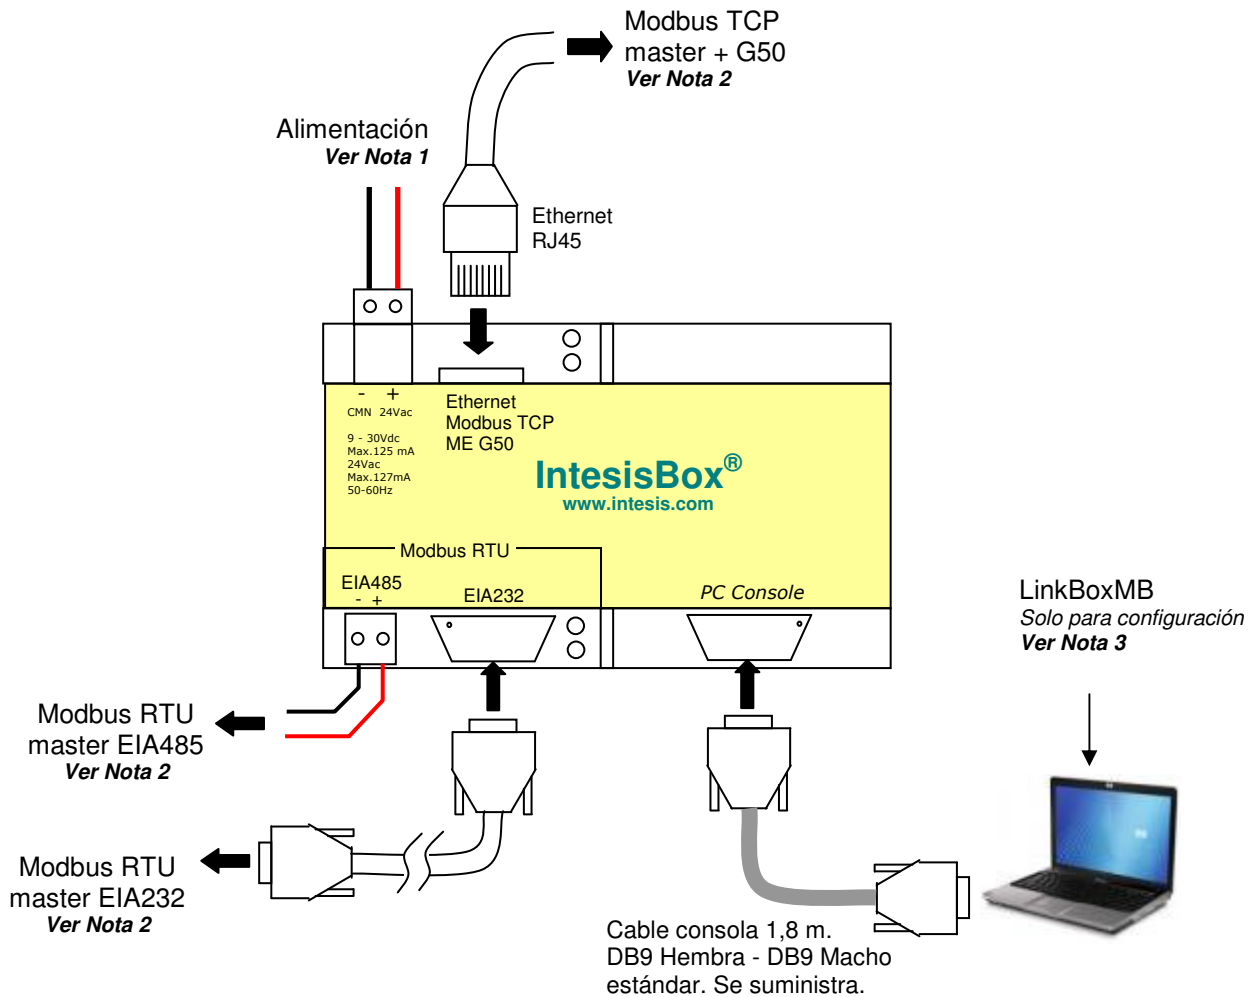 Modbus TCP
master + G50
Ver Nota 2
Alimentación
Ver Nota 1
Ethernet
RJ45
- +
CMN 24Vac
9 - 30Vdc
Max.125 mA
24Vac
Max.127mA
50-60Hz
Ethernet
Modbus TCP
ME G50
IntesisBox®
www.intesis.com
Modbus RTU
EIA485
- +
EIA232
PC Console
LinkBoxMB
Solo para configuración
Ver Nota 3
Modbus RTU
master EIA485
Ver Nota 2
Modbus RTU
master EIA232
Ver Nota 2
Cable consola 1,8 m.
DB9 Hembra - DB9 Macho
estándar. Se suministra.